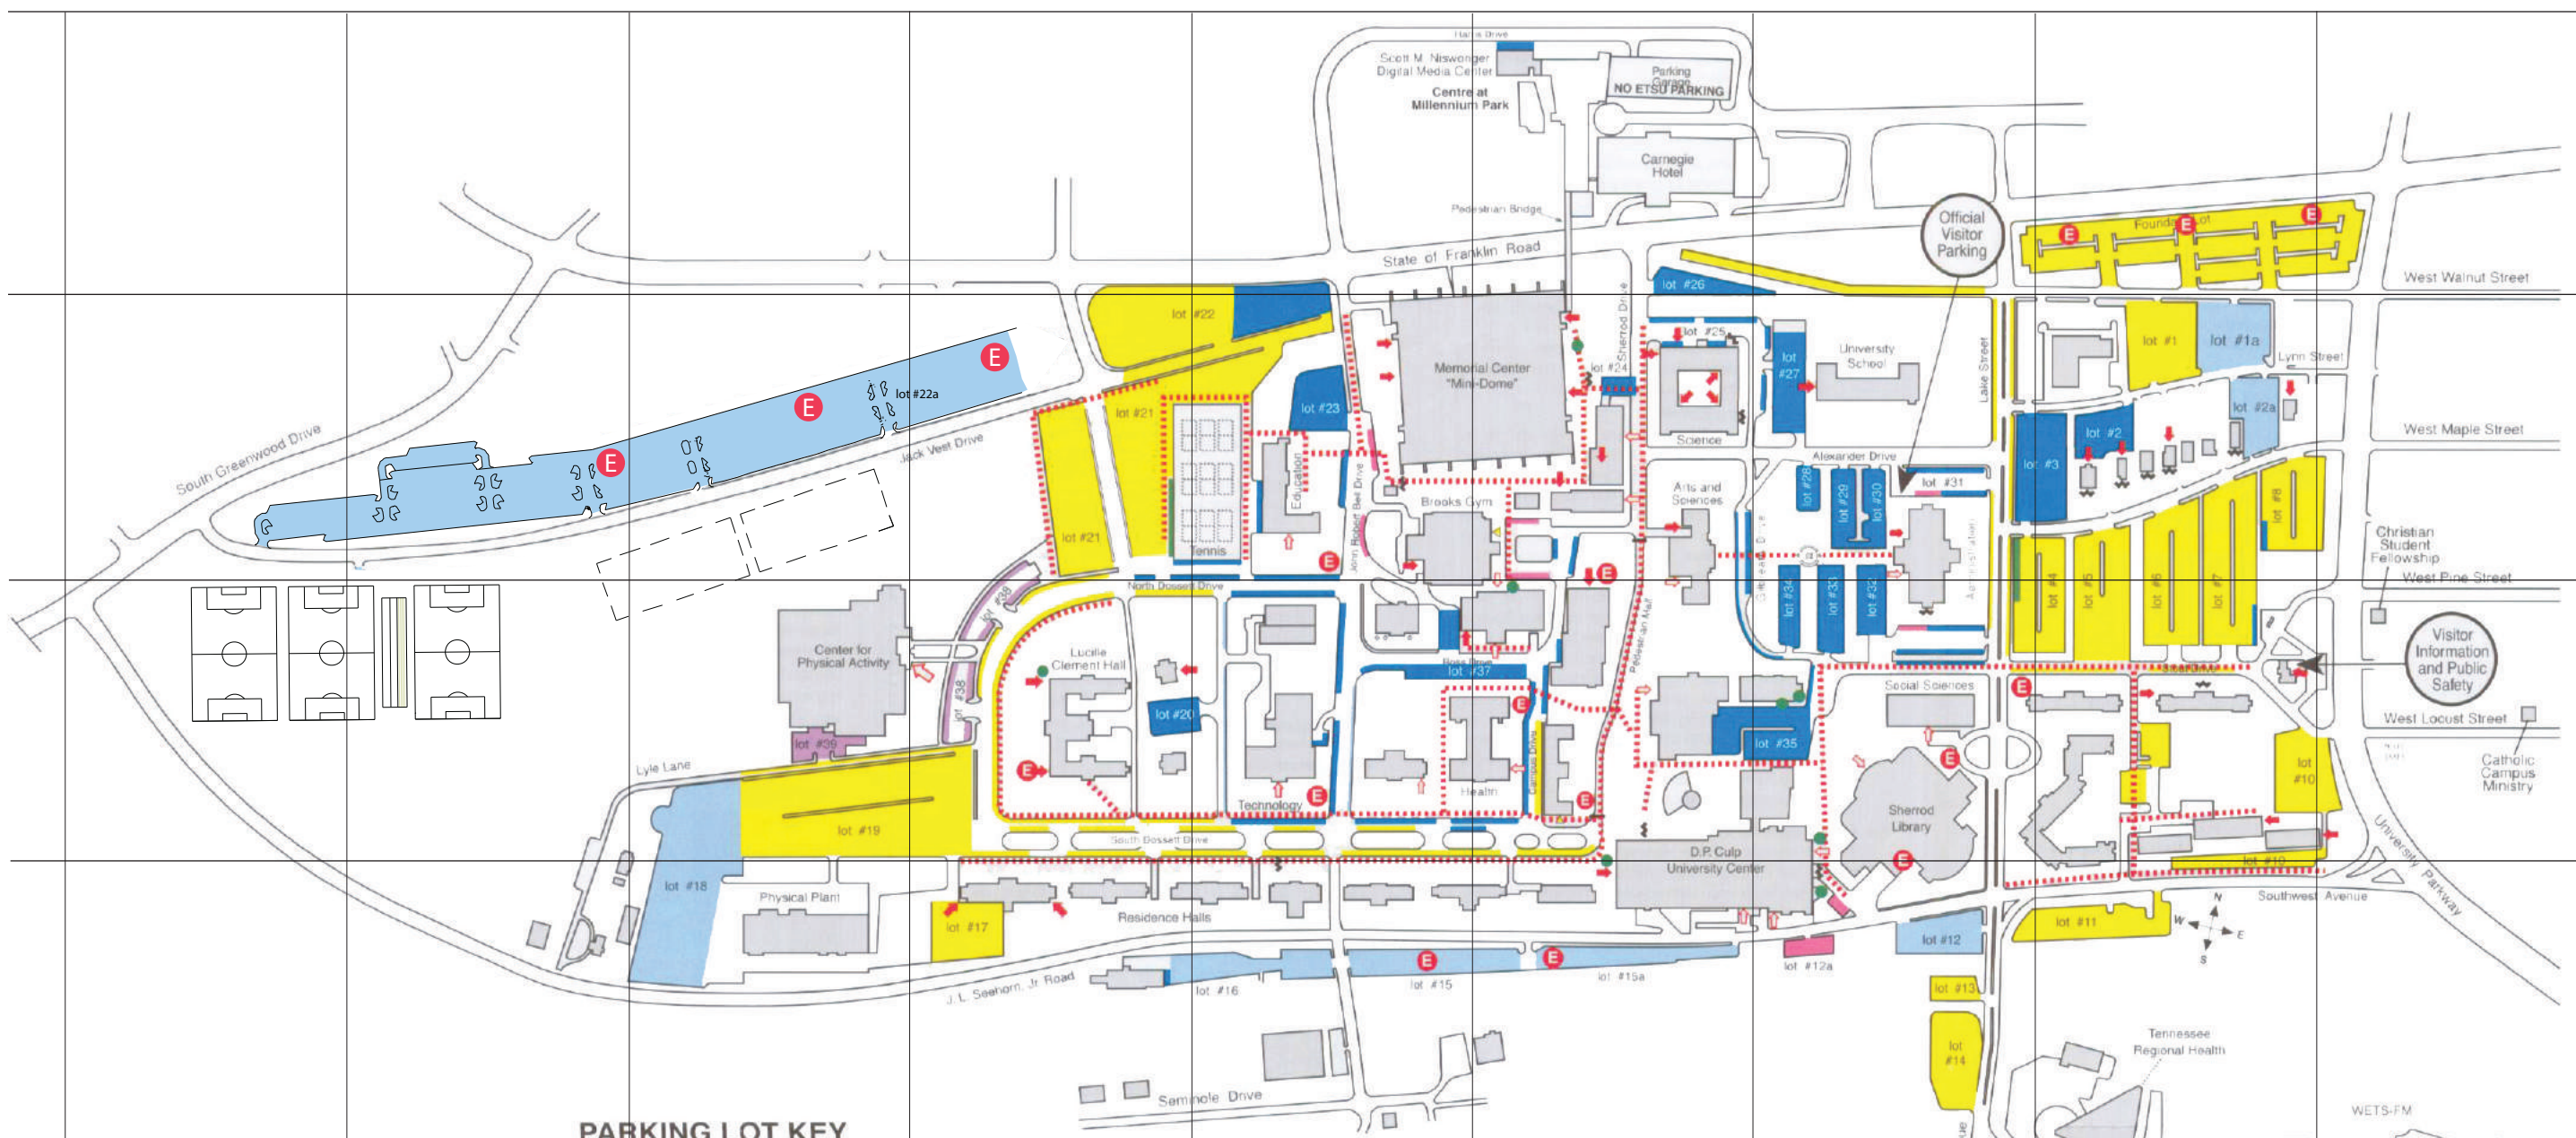 Harris Drive
Scott M. Niswonger
Digital Media Center
Parking
Garage
NO ETSU PARKING
Centre at
Millennium Park
Carnegie
Hotel
Pedestrian Bridge
Official
Visitor
Parking
Foundation Lot
E
E
E
State of Franklin Road
West Walnut Street
lot #26
lot #22
lot #25
Sherrod Drive
lot #1
lot #1a
Lynn Street
E
lot #22a
E
Memorial Center
"Mini-Dome"
lot #24
lot
#27
University
School
Lake Street
lot #23
lot #21
lot #2a
South Greenwood Drive
Jack Vest Drive
E
Science
lot #2
West Maple Street
Alexander Drive
lot #3
Education
John Robert Bell Drive
Brooks Gym
Arts and
Sciences
lot #28
lot #29
lot #30
lot #31
lot #8
lot #21
Tennis
E
Gilbreath Drive
Administration
Christian
Student
Fellowship
North Dossett Drive
E
West Pine Street
lot #38
lot #34
lot #33
lot #32
lot #4
lot #5
lot #6
lot #7
Center for
Physical Activity
Lucille
Clement Hall
Pedestrian Mall
Ross Drive
lot #37
Stout Drive
Visitor
Information
and Public
Safety
lot #38
lot #20
E
Social Sciences
E
West Locust Street
lot #39
lot #35
Lyle Lane
E
Technology
E
Health
Campus Drive
E
E
Sherrod
Library
lot
#10
Catholic
Campus
Ministry
lot #19
South Dossett Drive
D.P. Culp
University Center
E
lot #10
University Parkway
lot #18
Physical Plant
lot #17
Residence Halls
Southwest Avenue
lot #11
N
W
E
S
lot #12
lot #12a
E
E
J. L. Seehorn, Jr Road
lot #16
lot #15
lot #15a
lot #13
lot
#14
Tennessee
Regional Health
Seminole Drive
WETS-FM
PARKING LOT KEY